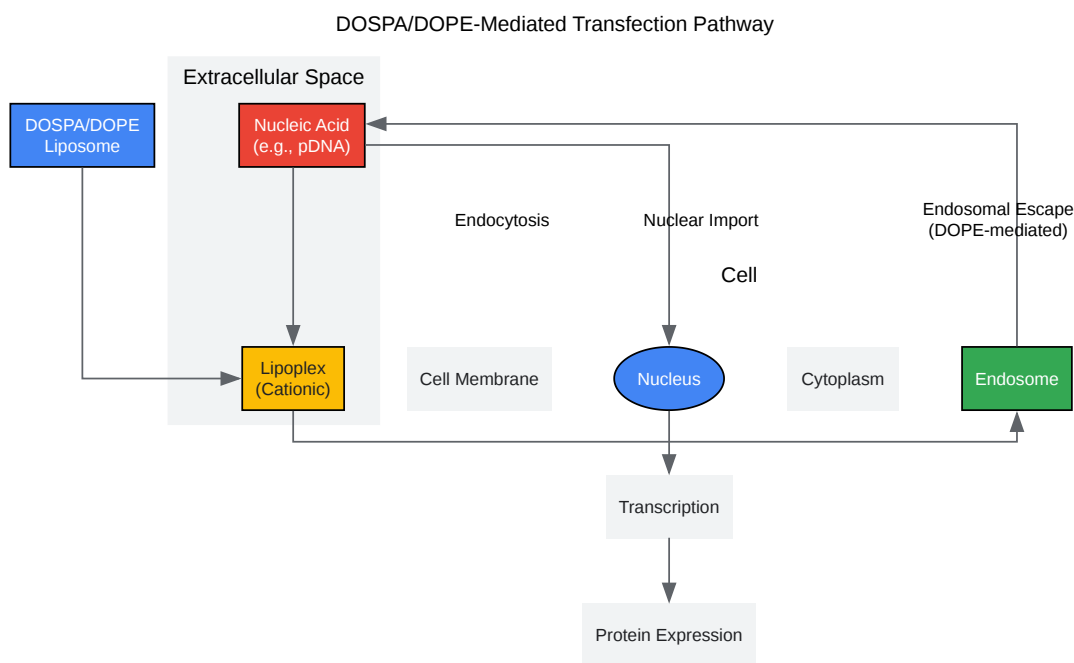 DOSPA/DOPE-Mediated Transfection Pathway
Extracellular Space
DOSPA/DOPE
Liposome
Nucleic Acid
(e.g., pDNA)
Endocytosis
Nuclear Import
Endosomal Escape
(DOPE-mediated)
Cell
Lipoplex
(Cationic)
Cell Membrane
Nucleus
Cytoplasm
Endosome
Transcription
Protein Expression